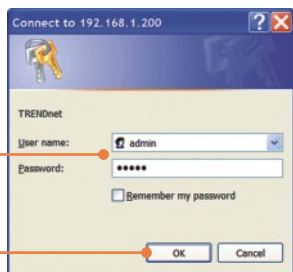 Connect to 192.168.1.200
TRENDnet
User name: admin
Password: •••••
Remember my password
OK Cancel